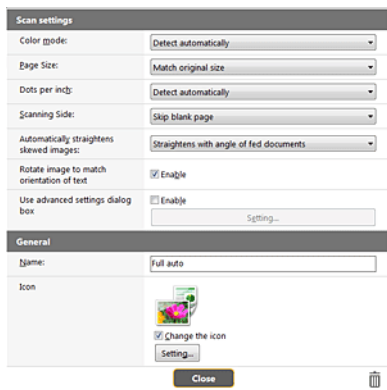 Scan settings
Color mode:
Detect automatically
Page Size:
Match original size
Dots per inch:
Detect automatically
Scanning Side:
Skip blank page
Automatically straightens
skewed images:
Straightens with angle of fed documents
Rotate image to match
orientation of text
Enable
Use advanced settings dialog
box
Enable
Setting...
General
Name:
Full auto
Icon
Change the icon
Setting...
Close